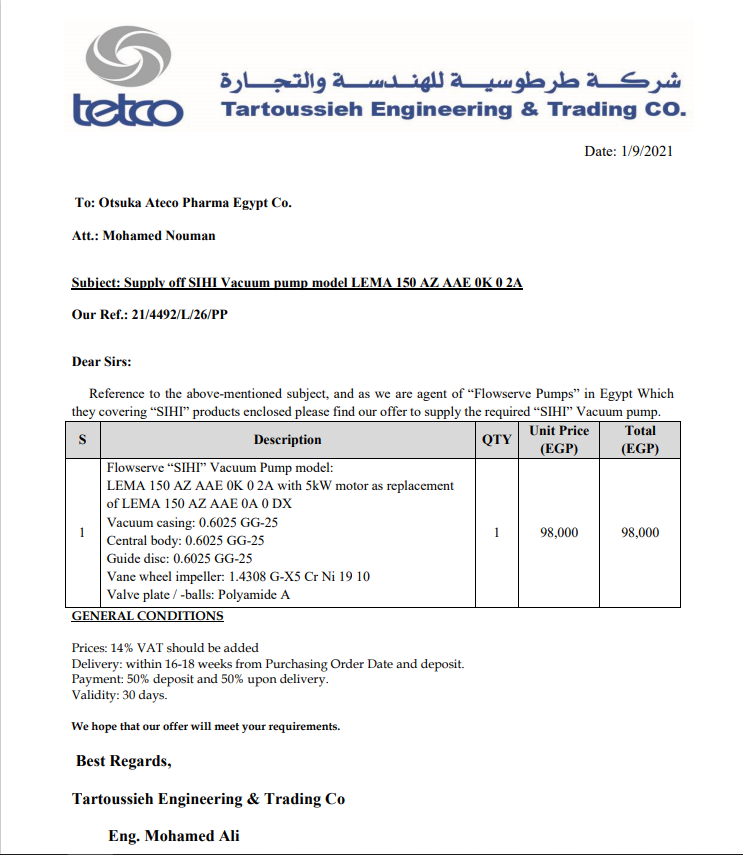 tetco
شركة طرطوسية للهندسة والتجارة
Tartoussieh Engineering & Trading CO.
Date: 1/9/2021
To: Otsuka Ateco Pharma Egypt Co.
Att.: Mohamed Nouman
Subject: Supply off SIHI Vacuum pump model LEMA 150 AZ AAE 0K 0 2A
Our Ref.: 21/4492/L/26/PP
Dear Sirs:
Reference to the above-mentioned subject, and as we are agent of “Flowserve Pumps” in Egypt Which
they covering “SIHI” products enclosed please find our offer to supply the required “SIHI” Vacuum pump.
S Description QTY Unit Price (EGP) Total (EGP)
Flowserve “SIHI” Vacuum Pump model:
LEMA 150 AZ AAE 0K 0 2A with 5kW motor as replacement
of LEMA 150 AZ AAE 0A 0 DX
Vacuum casing: 0.6025 GG-25
1 Central body: 0.6025 GG-25 1 98,000 98,000
Guide disc: 0.6025 GG-25
Vane wheel impeller: 1.4308 G-X5 Cr Ni 19 10
Valve plate / -balls: Polyamide A
GENERAL CONDITIONS
Prices: 14% VAT should be added
Delivery: within 16-18 weeks from Purchasing Order Date and deposit.
Payment: 50% deposit and 50% upon delivery.
Validity: 30 days.
We hope that our offer will meet your requirements.
Best Regards,
Tartoussieh Engineering & Trading Co
Eng. Mohamed Ali